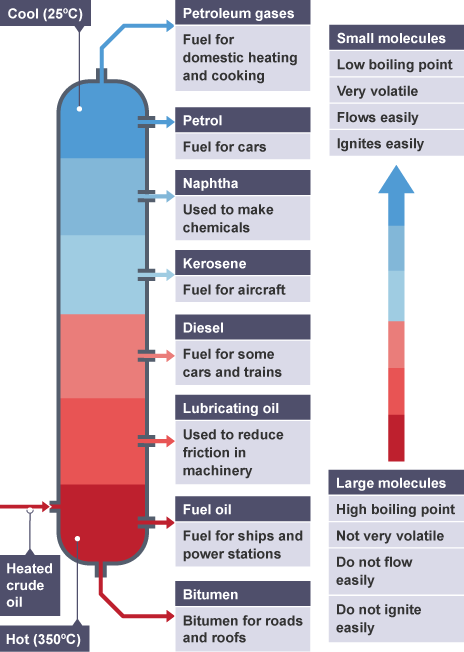 Cool (25ºC)
Petroleum gases
Fuel for
domestic heating
and cooking
Petrol
Fuel for cars
Naphtha
Used to make
chemicals
Kerosene
Fuel for aircraft
Diesel
Fuel for some
cars and trains
Lubricating oil
Used to reduce
friction in
machinery
Fuel oil
Fuel for ships and
power stations
Bitumen
Bitumen for roads
and roofs
Heated
crude
oil
Hot (350ºC)
Small molecules
Low boiling point
Very volatile
Flows easily
Ignites easily
Large molecules
High boiling point
Not very volatile
Do not flow
easily
Do not ignite
easily